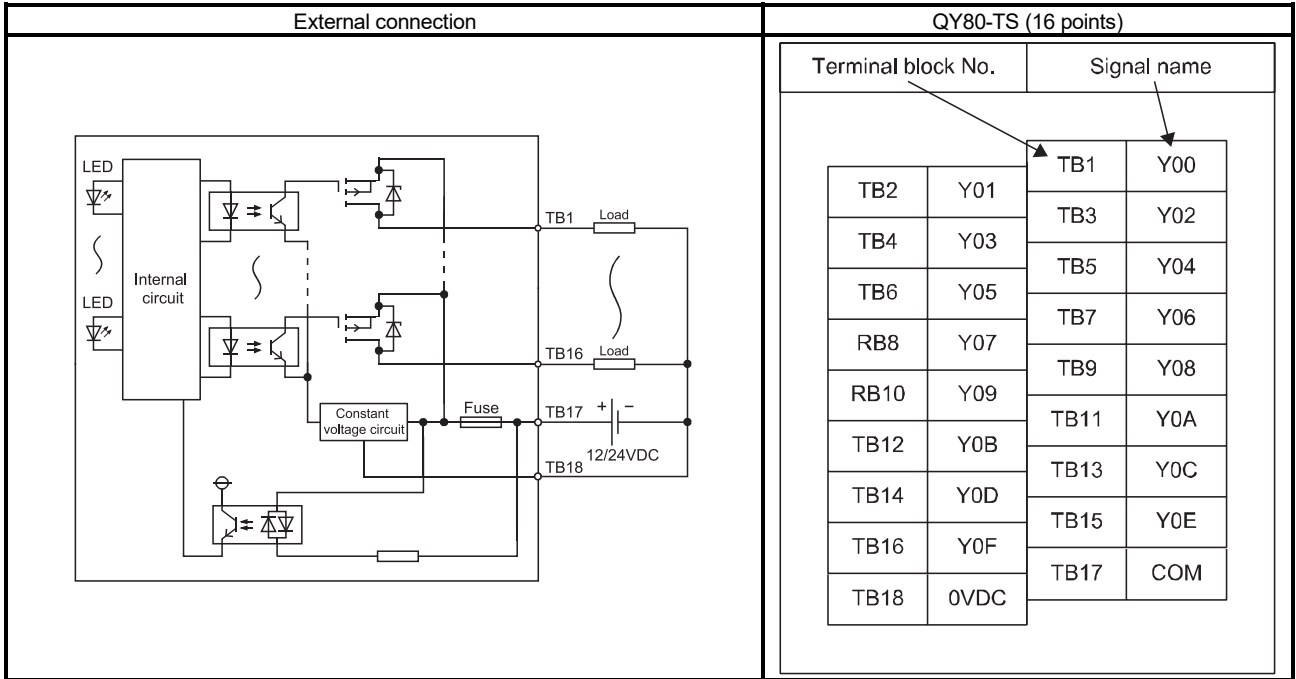 External connection
QY80-TS (16 points)
LED
LED
Internal
circuit
TB1
Load
TB16
Load
Constant
voltage circuit
Fuse
TB17
+ −
12/24VDC
TB18
Terminal block No.
Signal name
TB1 Y00
TB2 Y01
TB3 Y02
TB4 Y03
TB5 Y04
TB6 Y05
TB7 Y06
RB8 Y07
TB9 Y08
RB10 Y09
TB11 Y0A
TB12 Y0B
TB13 Y0C
TB14 Y0D
TB15 Y0E
TB16 Y0F
TB17 COM
TB18 0VDC